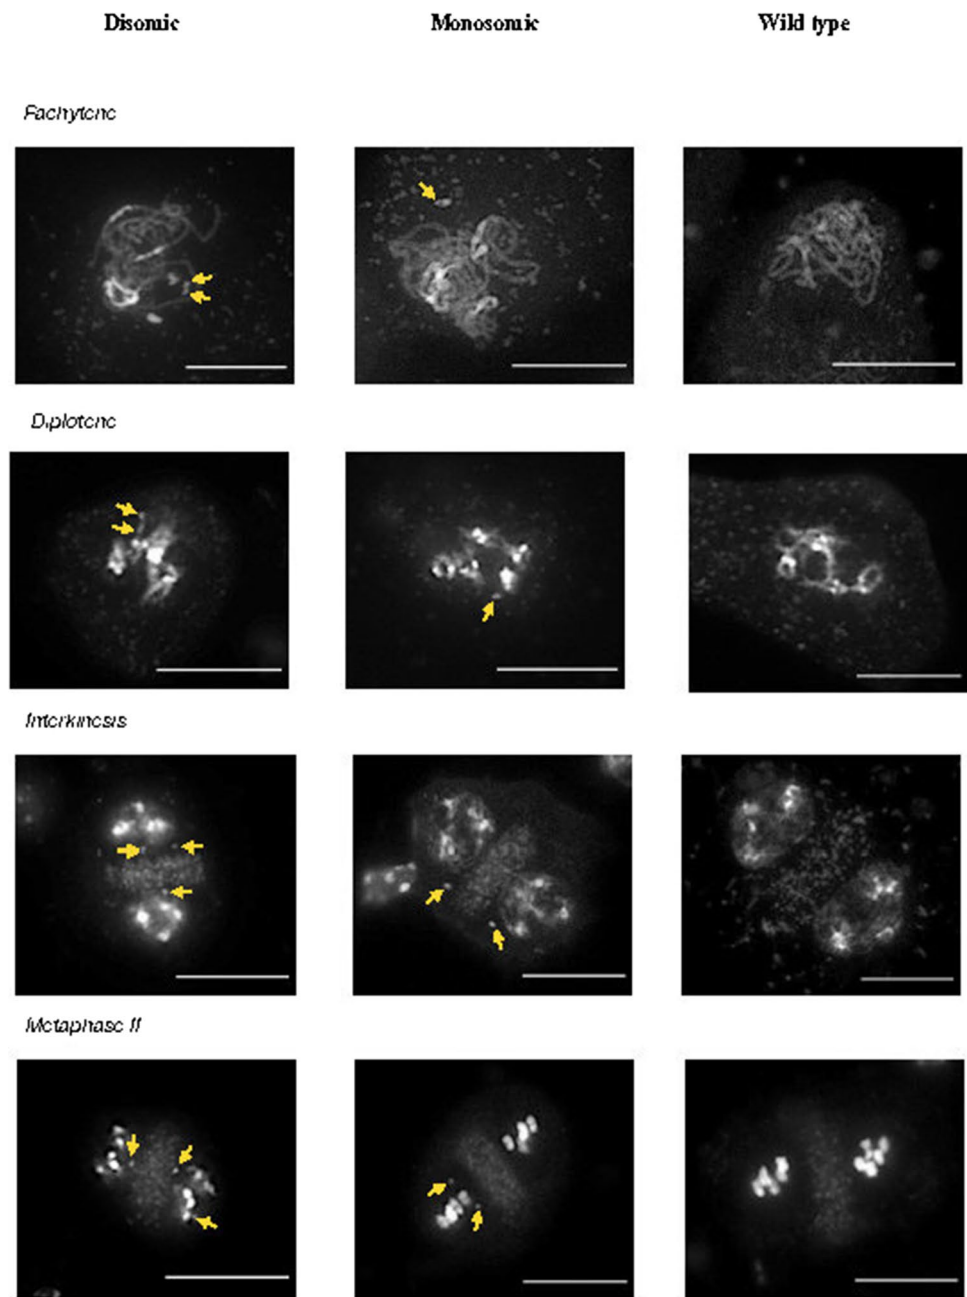 Disomic Monosomic Wild type
Pachytene
Diplotene
Interkinesis
Metaphase II